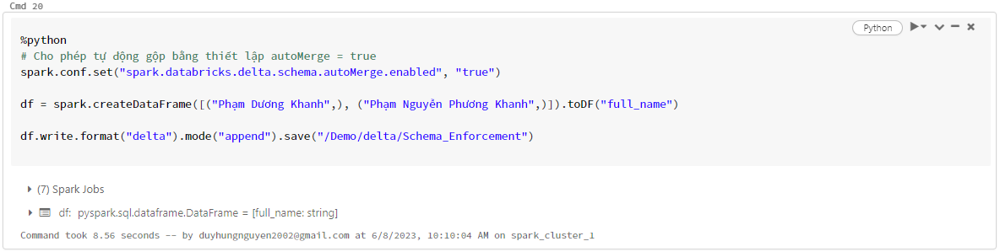 Cmd 20
Python
%python
# Cho phép tự động gộp bằng thiết lập autoMerge = true
spark.conf.set("spark.databricks.delta.schema.autoMerge.enabled", "true")
df = spark.createDataFrame([("Phạm Dương Khanh",), ("Phạm Nguyễn Phương Khanh",)]).toDF("full_name")
df.write.format("delta").mode("append").save("/Demo/delta/Schema_Enforcement")
(7) Spark Jobs
df: pyspark.sql.dataframe.DataFrame = [full_name: string]
Command took 8.56 seconds -- by duyhungnguyen2002@gmail.com at 6/8/2023, 10:10:04 AM on spark_cluster_1